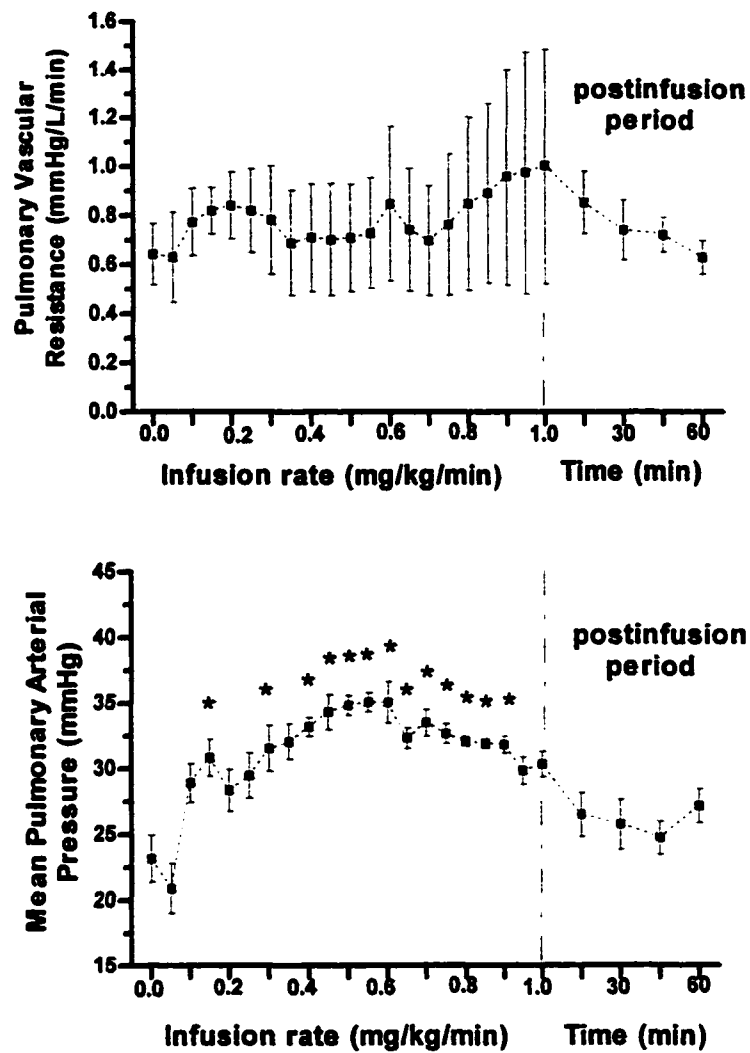 Pulmonary Vascular
Resistance (mmHg/L/min)
1.6
1.4
1.2
1.0
0.8
0.6
0.4
0.2
0.0
postinfusion
period
0.0 0.2 0.4 0.6 0.8 1.0 30 60
Infusion rate (mg/kg/min) Time (min)
Mean Pulmonary Arterial
Pressure (mmHg)
45
40
35
30
25
20
15
* * * * * * * * * * * * *
postinfusion
period
0.0 0.2 0.4 0.6 0.8 1.0 30 60
Infusion rate (mg/kg/min) Time (min)